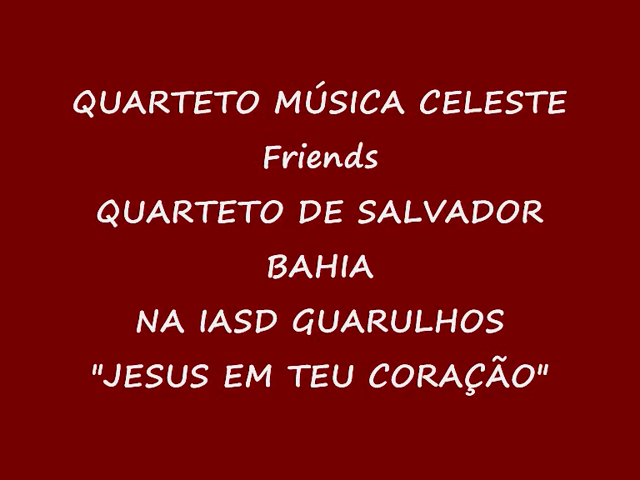 QUARTETO MÚSICA CELESTE
Friends
QUARTETO DE SALVADOR
BAHIA
NA IASD GUARULHOS
"JESUS EM TEU CORAÇÃO"